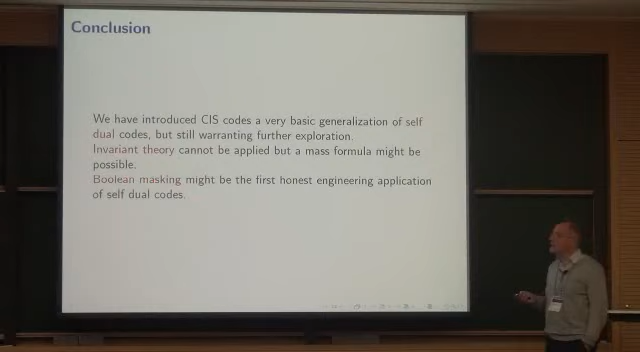 Conclusion
We have introduced CIS codes a very basic generalization of self
dual codes, but still warranting further exploration.
Invariant theory cannot be applied but a mass formula might be
possible.
Boolean masking might be the first honest engineering application
of self dual codes.